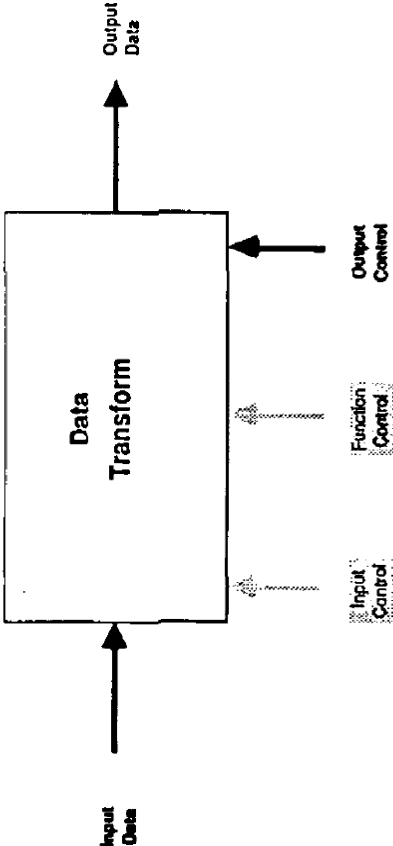 Output
Data
Data
Transform
Input
Data
Output
Control
Function
Control
Input
Control